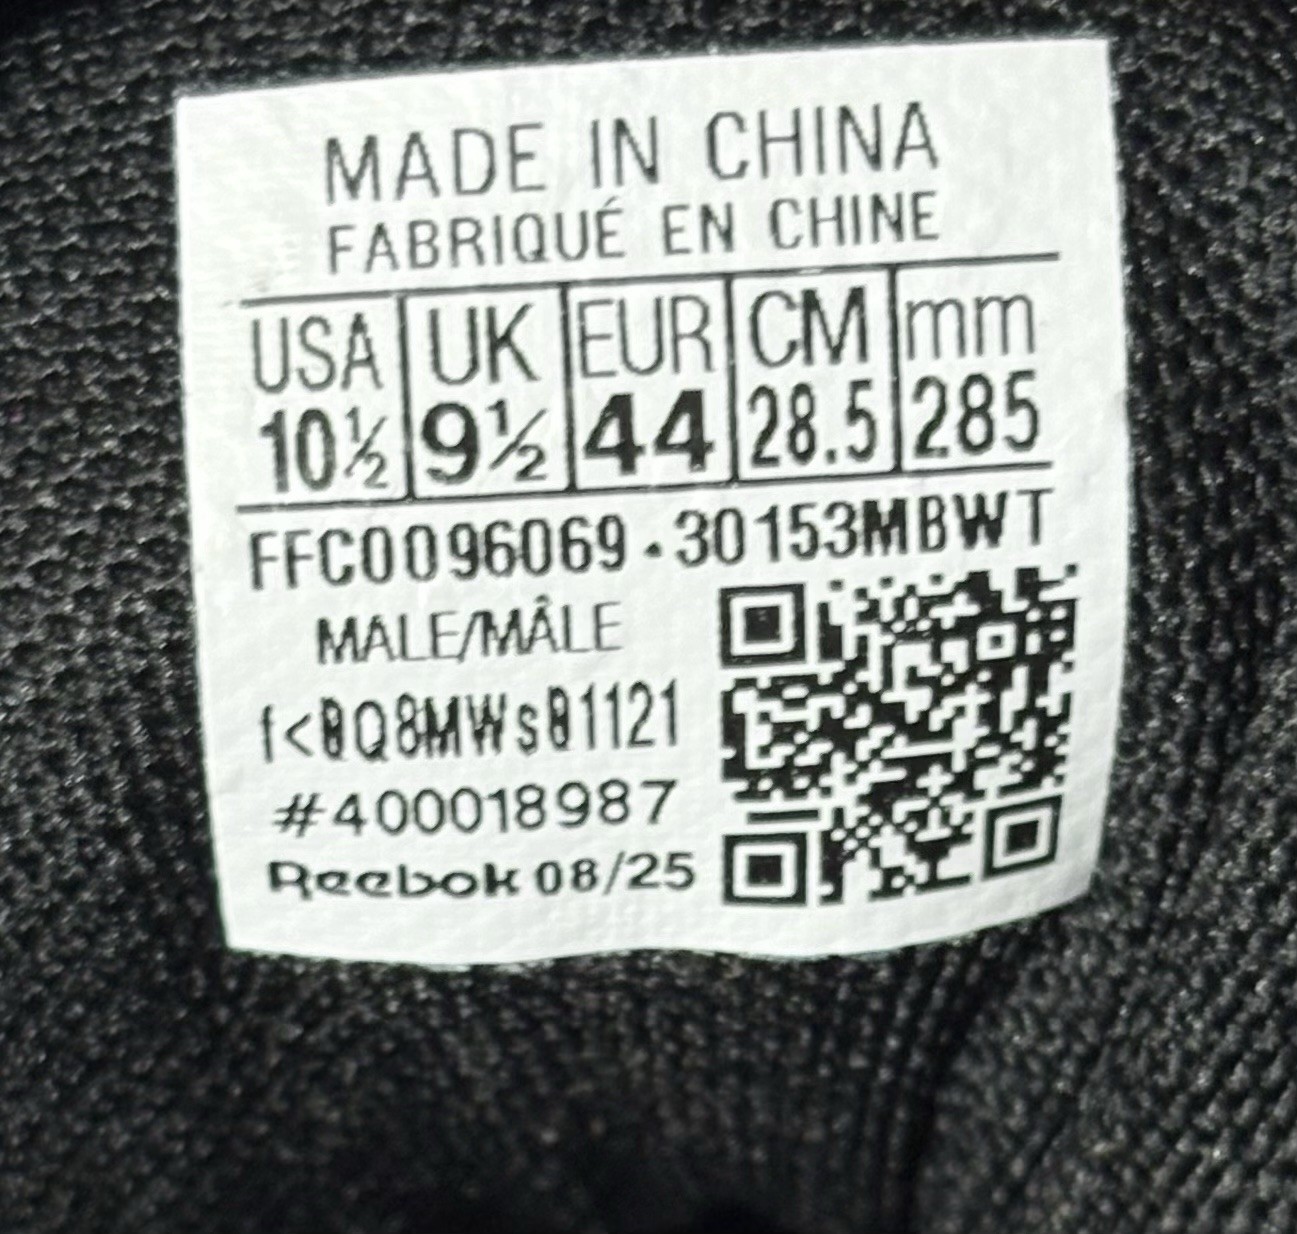 MADE IN CHINA
FABRIQUÉ EN CHINE
USA UK EUR CM mm
10½ 9½ 44 28.5 285
FFC0096069 · 30153MBWT
MALE/MÂLE
f<0Q8MWs01121
#400018987
Reebok 08/25